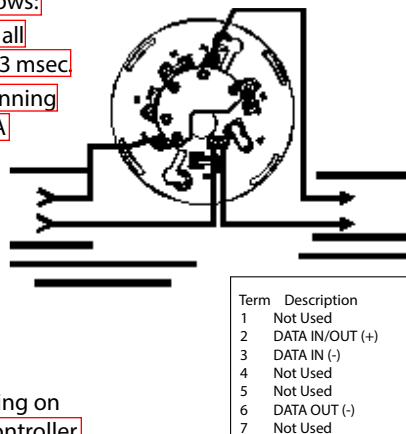 ows:
all
3 msec.
nning
A
Term Description
1 Not Used
2 DATA IN/OUT (+)
3 DATA IN (-)
4 Not Used
5 Not Used
6 DATA OUT (-)
7 Not Used
ing on
ontroller